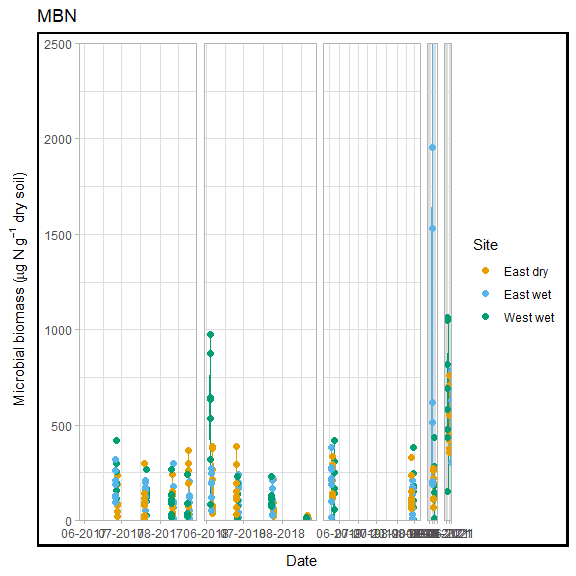 MBN
Microbial biomass (μg N g⁻¹ dry soil)
2500
2000
1500
1000
500
0
06-2017 07-2017 08-2017 06-2018 07-2018 08-2018
Date
Site
East dry
East wet
West wet